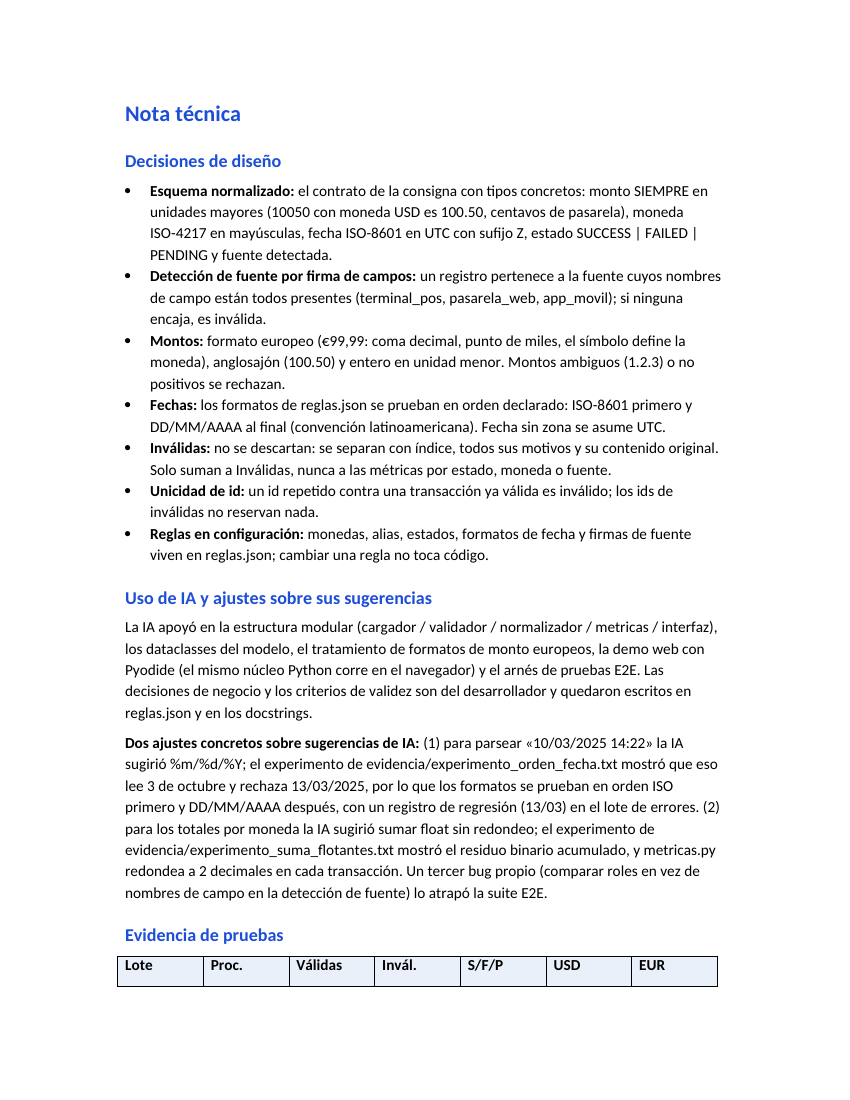 Nota técnica
Decisiones de diseño
• Esquema normalizado: el contrato de la consigna con tipos concretos: monto SIEMPRE en
unidades mayores (10050 con moneda USD es 100.50, centavos de pasarela), moneda
ISO-4217 en mayúsculas, fecha ISO-8601 en UTC con sufijo Z, estado SUCCESS | FAILED |
PENDING y fuente detectada.
• Detección de fuente por firma de campos: un registro pertenece a la fuente cuyos nombres
de campo están todos presentes (terminal_pos, pasarela_web, app_movil); si ninguna
encaja, es inválida.
• Montos: formato europeo (€99,99: coma decimal, punto de miles, el símbolo define la
moneda), anglosajón (100.50) y entero en unidad menor. Montos ambiguos (1.2.3) o no
positivos se rechazan.
• Fechas: los formatos de reglas.json se prueban en orden declarado: ISO-8601 primero y
DD/MM/AAAA al final (convención latinoamericana). Fecha sin zona se asume UTC.
• Inválidas: no se descartan: se separan con índice, todos sus motivos y su contenido original.
Solo suman a Inválidas, nunca a las métricas por estado, moneda o fuente.
• Unicidad de id: un id repetido contra una transacción ya válida es inválido; los ids de
inválidas no reservan nada.
• Reglas en configuración: monedas, alias, estados, formatos de fecha y firmas de fuente
viven en reglas.json; cambiar una regla no toca código.
Uso de IA y ajustes sobre sus sugerencias
La IA apoyó en la estructura modular (cargador / validador / normalizador / metricas / interfaz),
los dataclasses del modelo, el tratamiento de formatos de monto europeos, la demo web con
Pyodide (el mismo núcleo Python corre en el navegador) y el arnés de pruebas E2E. Las
decisiones de negocio y los criterios de validez son del desarrollador y quedaron escritos en
reglas.json y en los docstrings.
Dos ajustes concretos sobre sugerencias de IA: (1) para parsear «10/03/2025 14:22» la IA
sugirió %m/%d/%Y; el experimento de evidencia/experimento_orden_fecha.txt mostró que eso
lee 3 de octubre y rechaza 13/03/2025, por lo que los formatos se prueban en orden ISO
primero y DD/MM/AAAA después, con un registro de regresión (13/03) en el lote de errores. (2)
para los totales por moneda la IA sugirió sumar float sin redondeo; el experimento de
evidencia/experimento_suma_flotantes.txt mostró el residuo binario acumulado, y metricas.py
redondea a 2 decimales en cada transacción. Un tercer bug propio (comparar roles en vez de
nombres de campo en la detección de fuente) lo atrapó la suite E2E.
Evidencia de pruebas
Lote Proc. Válidas Invál. S/F/P USD EUR